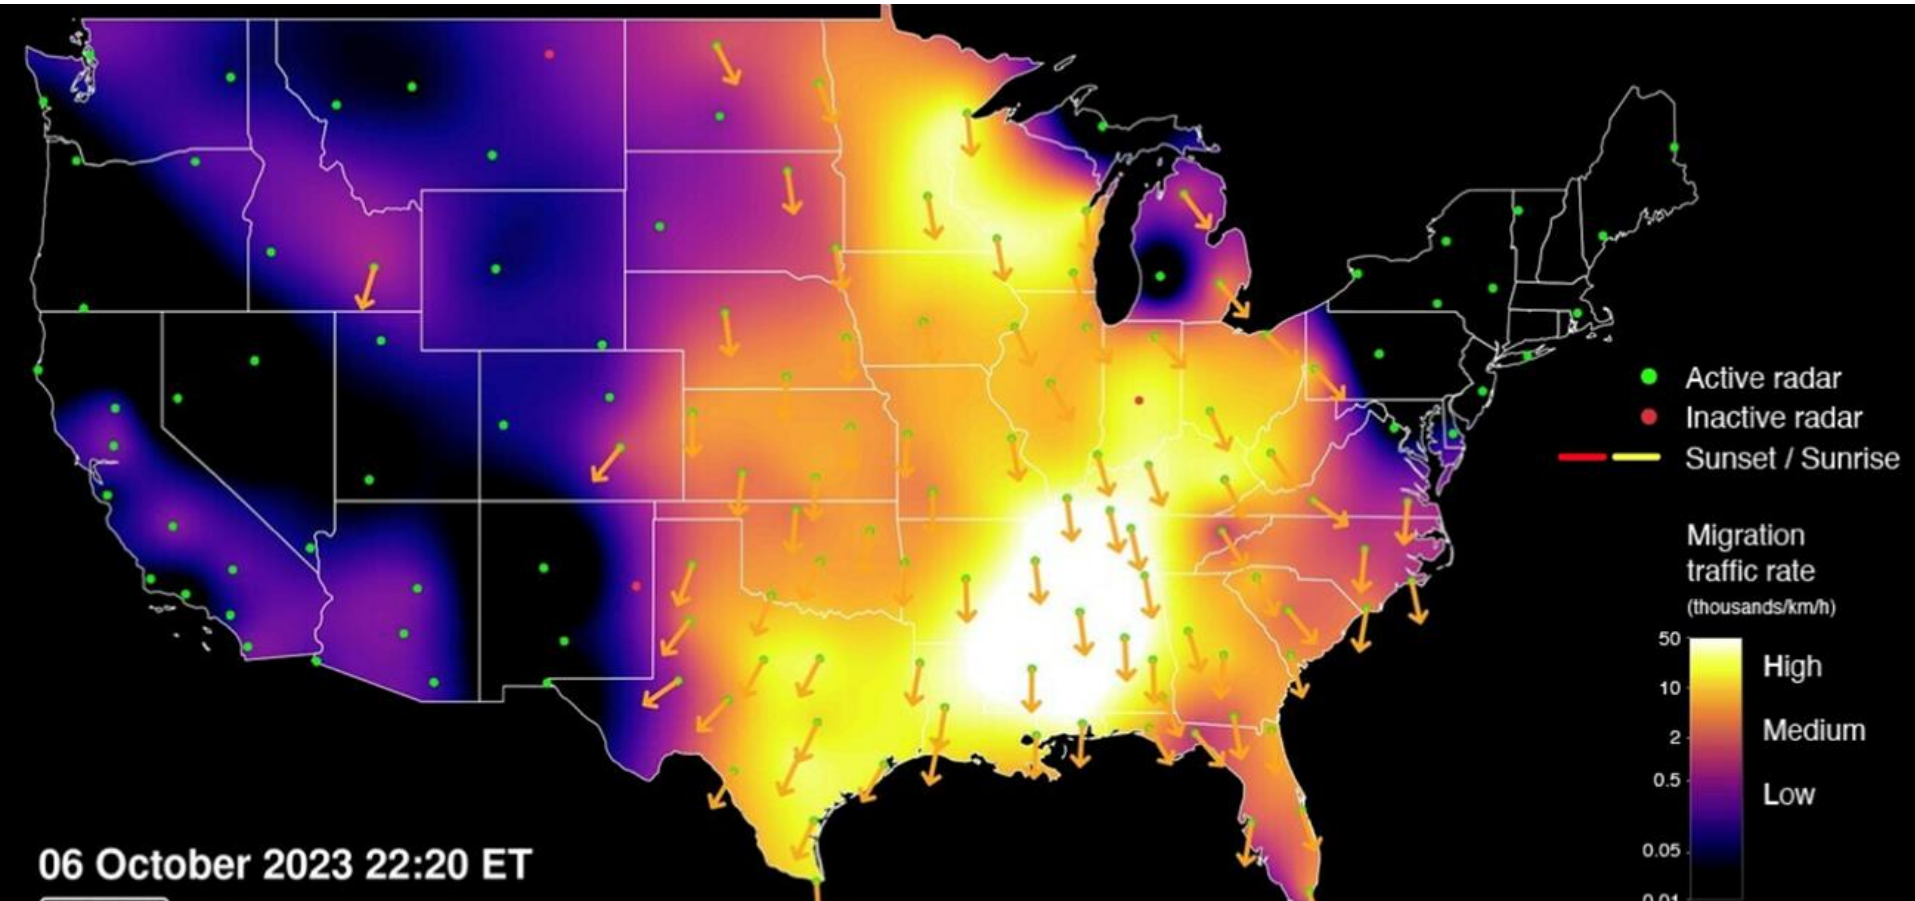 Active radar
Inactive radar
Sunset / Sunrise
Migration
traffic rate
(thousands/km/h)
50
High
10
2
Medium
0.5
Low
0.05
06 October 2023 22:20 ET